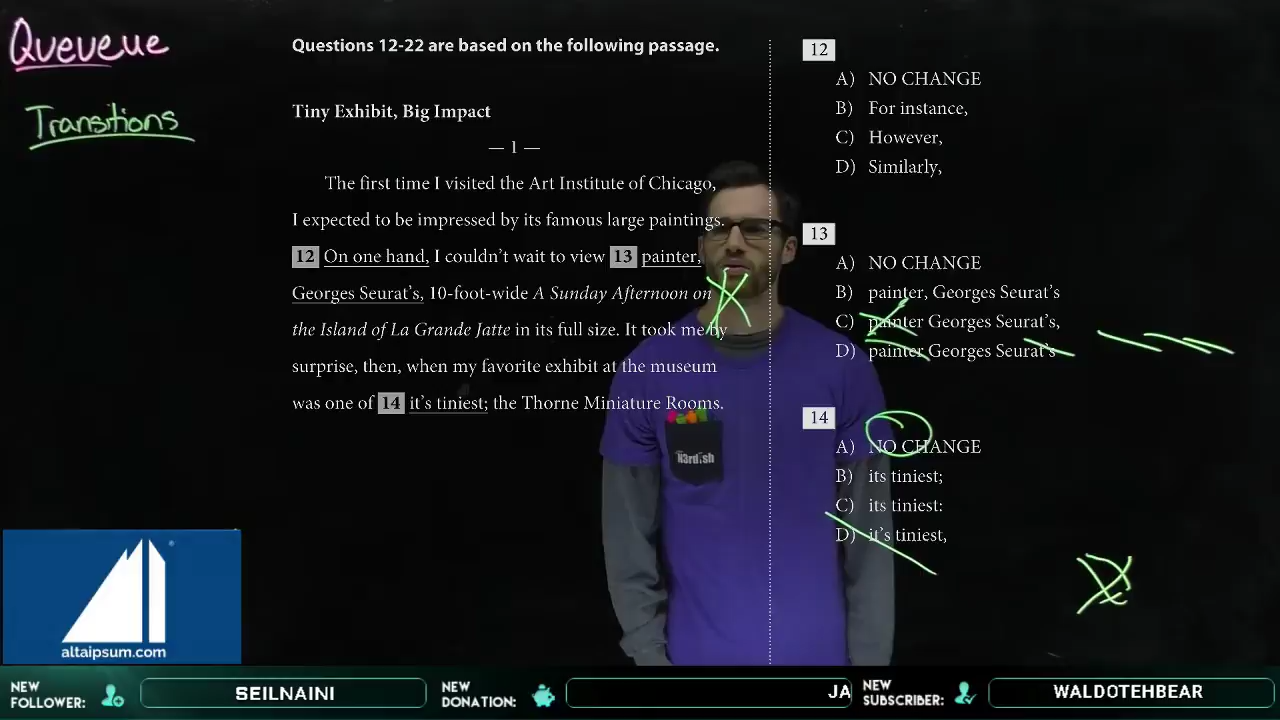 Queueue
Transitions
Questions 12-22 are based on the following passage.
Tiny Exhibit, Big Impact
— 1 —
The first time I visited the Art Institute of Chicago,
I expected to be impressed by its famous large paintings.
12 On one hand, I couldn't wait to view 13 painter,
Georges Seurat's, 10-foot-wide A Sunday Afternoon on
the Island of La Grande Jatte in its full size. It took me by
surprise, then, when my favorite exhibit at the museum
was one of 14 it's tiniest; the Thorne Miniature Rooms.
12
A) NO CHANGE
B) For instance,
C) However,
D) Similarly,
13
A) NO CHANGE
B) painter, Georges Seurat's
C) painter Georges Seurat's,
D) painter Georges Seurat's
14
A) NO CHANGE
B) its tiniest;
C) its tiniest:
D) it's tiniest,
altaipsum.com
NEW FOLLOWER:
SEILNAINI
NEW DONATION:
JA
NEW SUBSCRIBER:
WALDOTEHBEAR